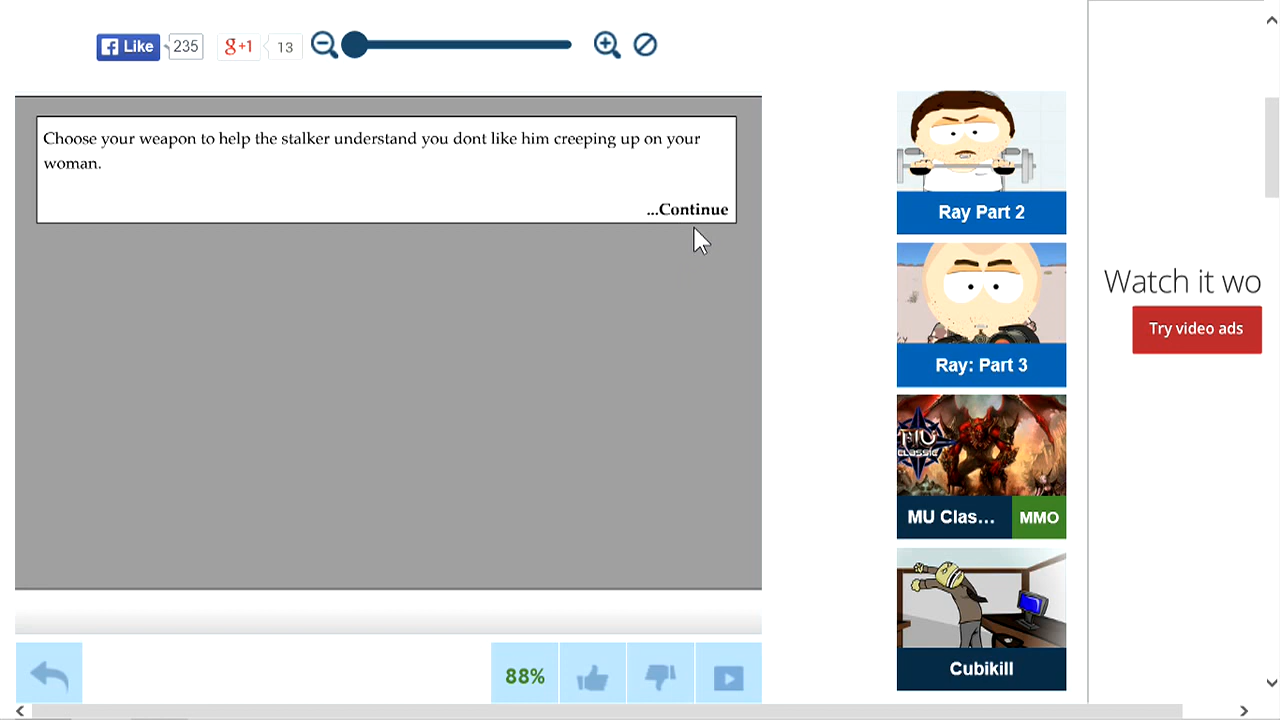 Like 235 g+1 13
Choose your weapon to help the stalker understand you dont like him creeping up on your
woman.
...Continue
Ray Part 2
Watch it wo
Try video ads
Ray: Part 3
MU CLASSIC
MU Clas... MMO
Cubikill
88%